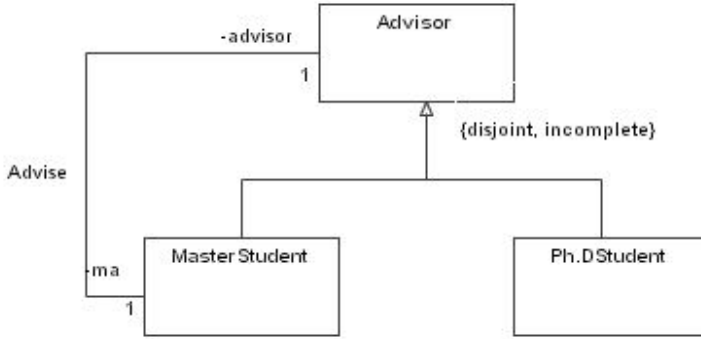 Advisor
-advisor
1
{disjoint, incomplete}
Advise
MasterStudent
Ph.DStudent
-ma
1